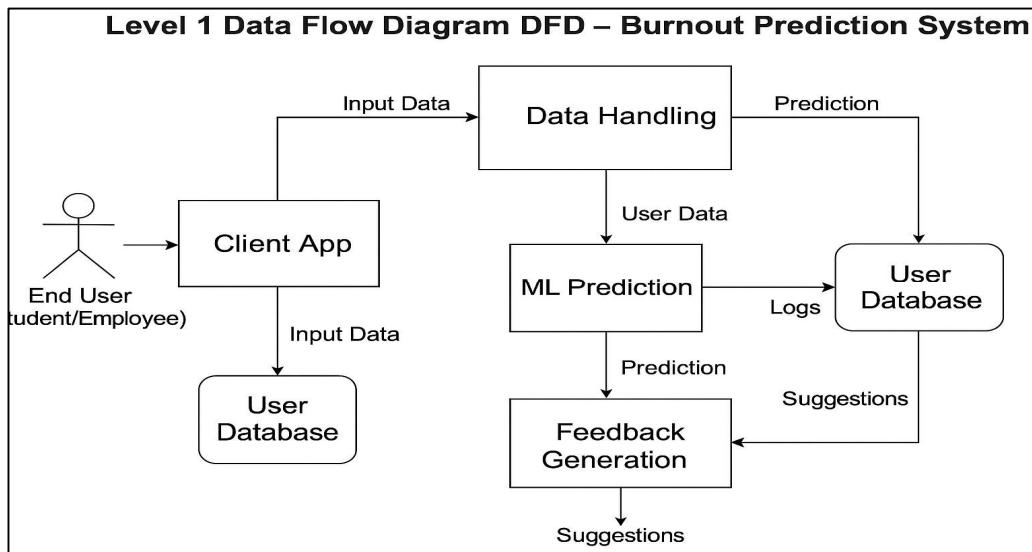 Level 1 Data Flow Diagram DFD – Burnout Prediction System
Input Data
Data Handling
Prediction
User Data
Client App
End User
tudent/Employee)
ML Prediction
Logs
User
Database
Input Data
User
Database
Prediction
Suggestions
Feedback
Generation
Suggestions